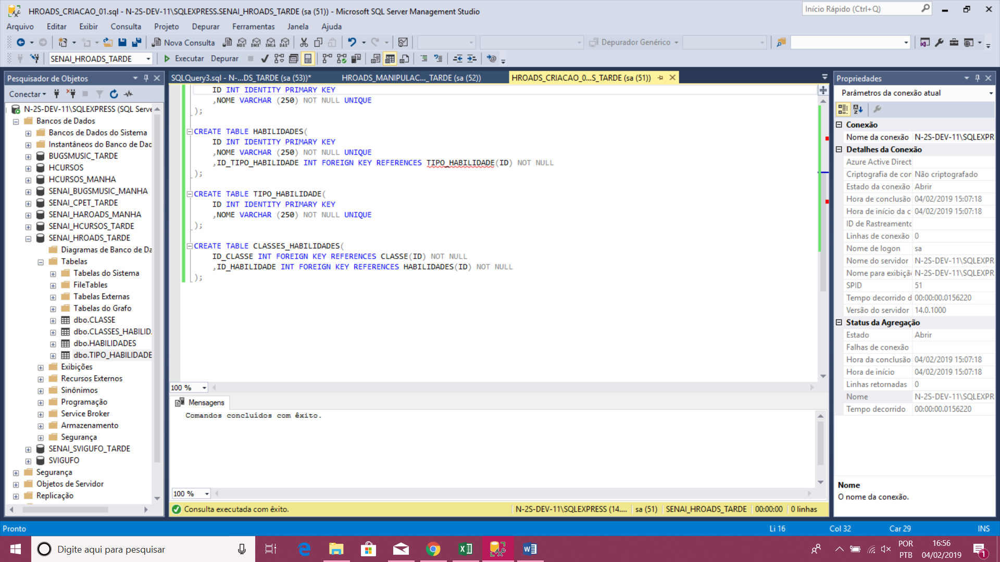 HROADS_CRIACAO_01.sql - N-2S-DEV-11\SQLEXPRESS.SENAI_HROADS_TARDE (sa (51)) - Microsoft SQL Server Management Studio
Início Rápido (Ctrl+Q)
Arquivo Editar Exibir Consulta Projeto Depurar Ferramentas Janela Ajuda
Nova Consulta MDX DMX XMLA DAX Depurador Genérico
SENAI_HROADS_TARDE Executar Depurar
Pesquisador de Objetos
Conectar
N-2S-DEV-11\SQLEXPRESS (SQL Serve
Bancos de Dados
Bancos de Dados do Sistema
Instantâneos do Banco de Dad
BUGSMUSIC_TARDE
HCURSOS
HCURSOS_MANHA
SENAI_BUGSMUSIC_MANHA
SENAI_CPET_TARDE
SENAI_HAROADS_MANHA
SENAI_HCURSOS_TARDE
SENAI_HROADS_TARDE
Diagramas de Banco de Da
Tabelas
Tabelas do Sistema
FileTables
Tabelas Externas
Tabelas do Grafo
dbo.CLASSE
dbo.CLASSES_HABILID.
dbo.HABILIDADES
dbo.TIPO_HABILIDADE
Exibições
Recursos Externos
Sinônimos
Programação
Service Broker
Armazenamento
Segurança
SENAI_SVIGUFO_TARDE
SVIGUFO
Segurança
Objetos de Servidor
Replicação
SQLQuery3.sql - N-...DS_TARDE (sa (53))* HROADS_MANIPULAC..._TARDE (sa (52)) HROADS_CRIACAO_0...S_TARDE (sa (51))
ID INT IDENTITY PRIMARY KEY
,NOME VARCHAR (250) NOT NULL UNIQUE
);
CREATE TABLE HABILIDADES(
ID INT IDENTITY PRIMARY KEY
,NOME VARCHAR (250) NOT NULL UNIQUE
,ID_TIPO_HABILIDADE INT FOREIGN KEY REFERENCES TIPO_HABILIDADE(ID) NOT NULL
);
CREATE TABLE TIPO_HABILIDADE(
ID INT IDENTITY PRIMARY KEY
,NOME VARCHAR (250) NOT NULL UNIQUE
);
CREATE TABLE CLASSES_HABILIDADES(
ID_CLASSE INT FOREIGN KEY REFERENCES CLASSE(ID) NOT NULL
,ID_HABILIDADE INT FOREIGN KEY REFERENCES HABILIDADES(ID) NOT NULL
);
100 %
Mensagens
Comandos concluídos com êxito.
100 %
Consulta executada com êxito. N-2S-DEV-11\SQLEXPRESS (14.... sa (51) SENAI_HROADS_TARDE 00:00:00 0 linhas
Propriedades
Parâmetros da conexão atual
Conexão
Nome da conexão N-2S-DEV-11\SQLEXPR
Detalhes da Conexão
Azure Active Direct
Criptografia de cor Não criptografado
Estado da conexão Abrir
Hora de conclusão 04/02/2019 15:07:18
Hora de início da c 04/02/2019 15:07:18
ID de Rastreamento
Linhas de conexão 0
Nome de logon sa
Nome do servidor N-2S-DEV-11\SQLEXPR
Nome para exibição N-2S-DEV-11\SQLEXPR
SPID 51
Tempo decorrido d 00:00:00.0156220
Versão do servidor 14.0.1000
Status da Agregação
Estado Abrir
Falhas de conexão
Hora da conclusão 04/02/2019 15:07:18
Hora de início 04/02/2019 15:07:18
Linhas retornadas 0
Nome N-2S-DEV-11\SQLEXPR
Tempo decorrido 00:00:00.0156220
Nome
O nome da conexão.
Pronto Li 16 Col 32 Car 29 INS
Digite aqui para pesquisar
POR
PTB
16:56
04/02/2019
1